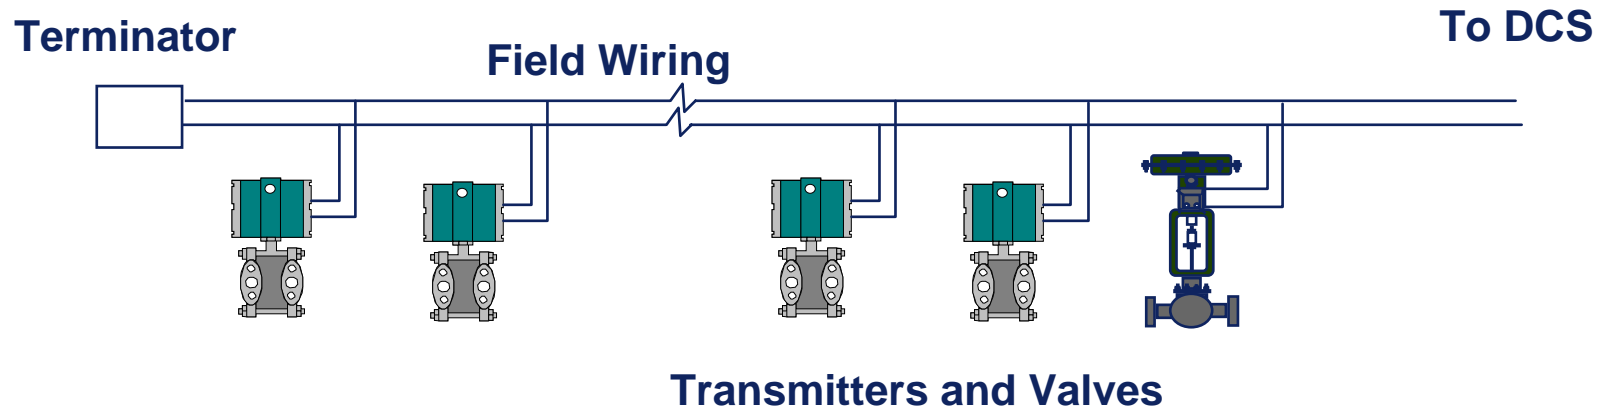 Terminator
Field Wiring
To DCS
Transmitters and Valves